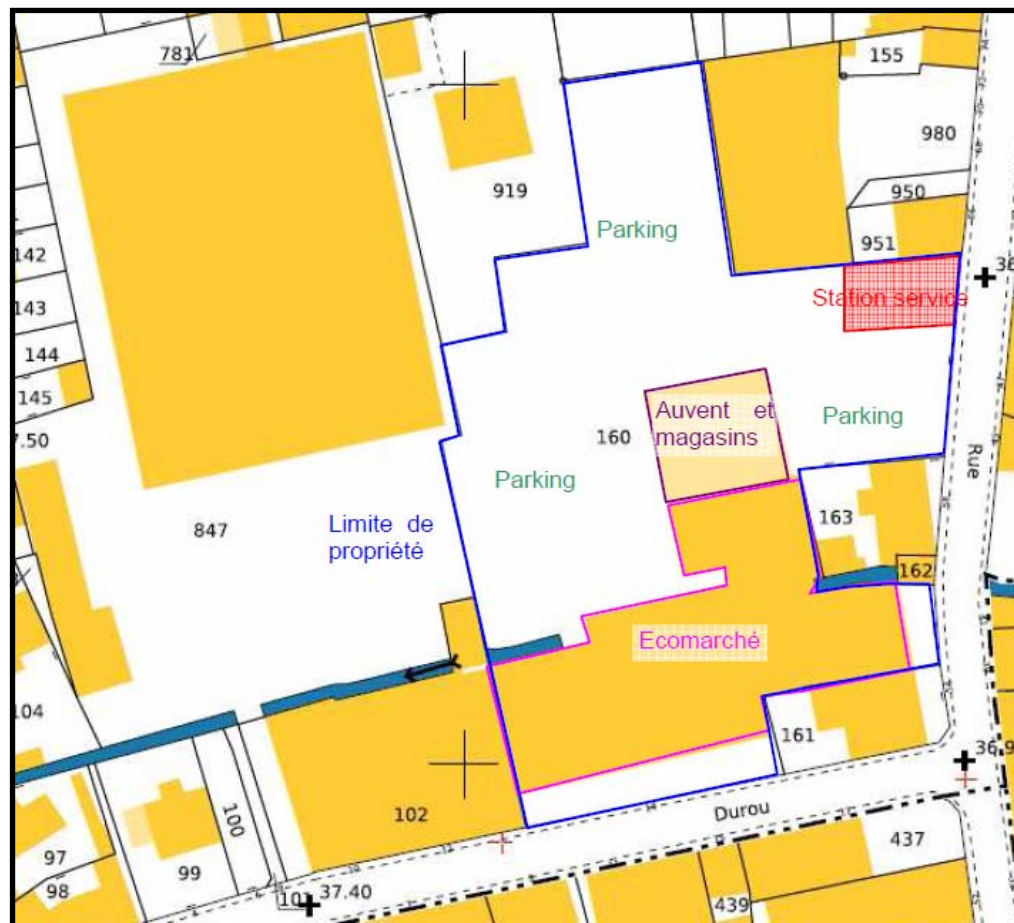 781
155
980
919
950
Parking
951
142
Station service
143
144
145
Auvent et
magasins
Parking
7.50
160
Rue
Parking
847
Limite de
propriété
163
162
Ecomarché
104
161
102
100
Durou
97
99
98
101
37.40
437
439